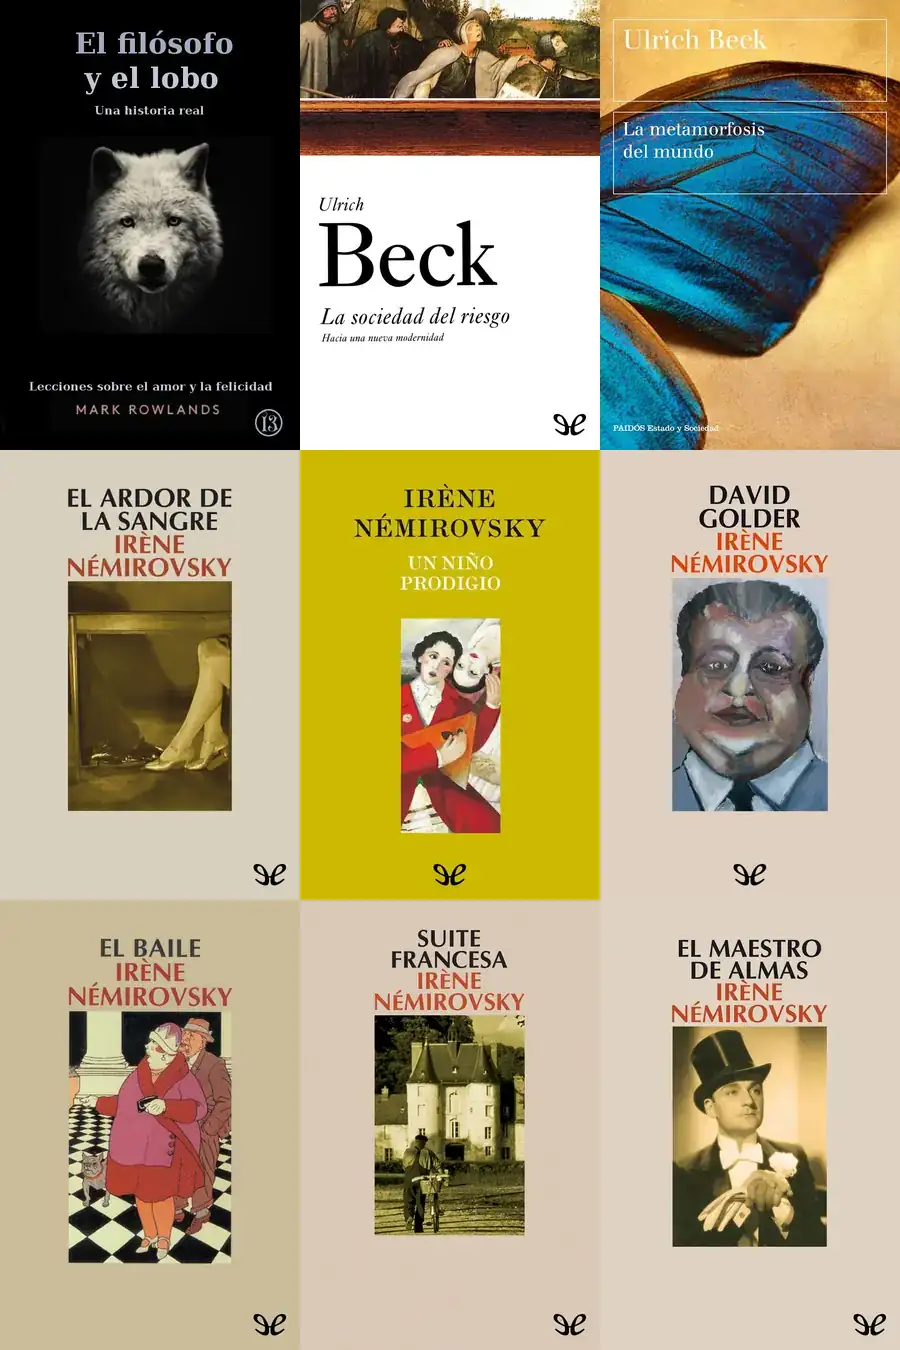 El filósofo
y el lobo
Una historia real
Lecciones sobre el amor y la felicidad
MARK ROWLANDS
13
Ulrich
Beck
La sociedad del riesgo
Hacia una nueva modernidad
Ulrich Beck
La metamorfosis
del mundo
PAIDÓS Estado y Sociedad
EL ARDOR DE
LA SANGRE
IRÈNE
NÉMIROVSKY
IRÈNE
NÉMIROVSKY
UN NIÑO
PRODIGIO
DAVID
GOLDER
IRÈNE
NÉMIROVSKY
EL BAILE
IRÈNE
NÉMIROVSKY
SUITE
FRANCESA
IRÈNE
NÉMIROVSKY
EL MAESTRO
DE ALMAS
IRÈNE
NÉMIROVSKY